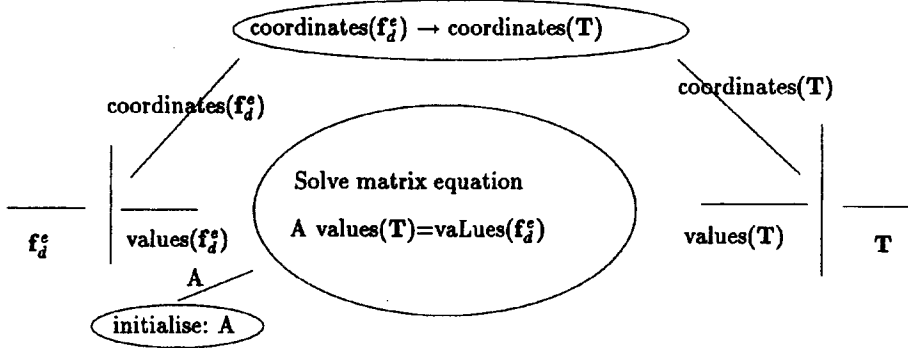 coordinates(f_d^e) → coordinates(T)
coordinates(f_d^e)
coordinates(T)
Solve matrix equation
A values(T)=vaLues(f_d^e)
f_d^e
values(f_d^e)
values(T)
T
A
initialise: A